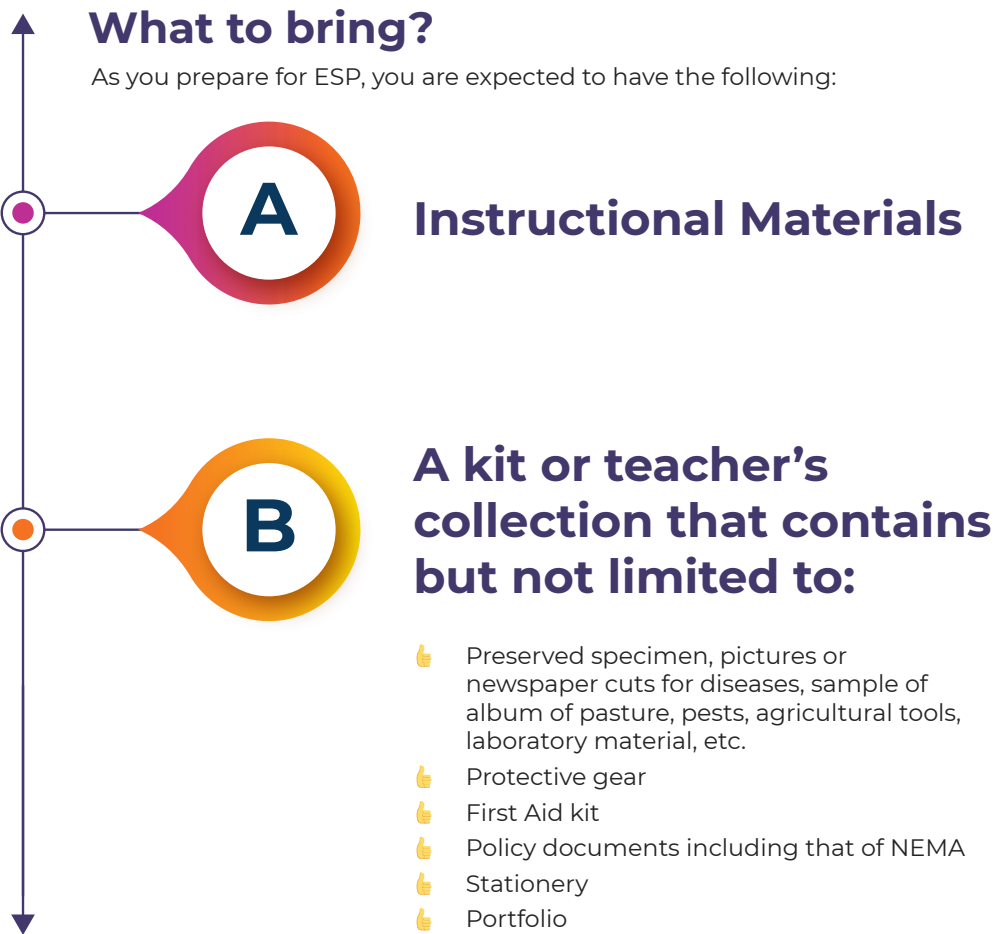 What to bring?
As you prepare for ESP, you are expected to have the following:
A
Instructional Materials
B
A kit or teacher’s
collection that contains
but not limited to:
Preserved specimen, pictures or
newspaper cuts for diseases, sample of
album of pasture, pests, agricultural tools,
laboratory material, etc.
Protective gear
First Aid kit
Policy documents including that of NEMA
Stationery
Portfolio